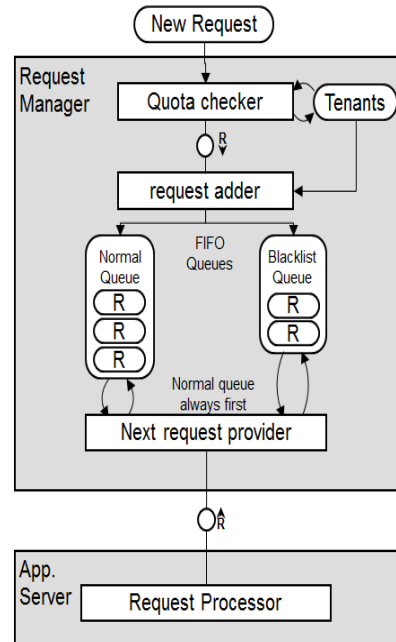 New Request
Request
Manager
Quota checker
Tenants
R
request adder
Normal
Queue
FIFO
Queues
Blacklist
Queue
R
R
R
R
R
Normal queue
always first
Next request provider
R
App.
Server
Request Processor